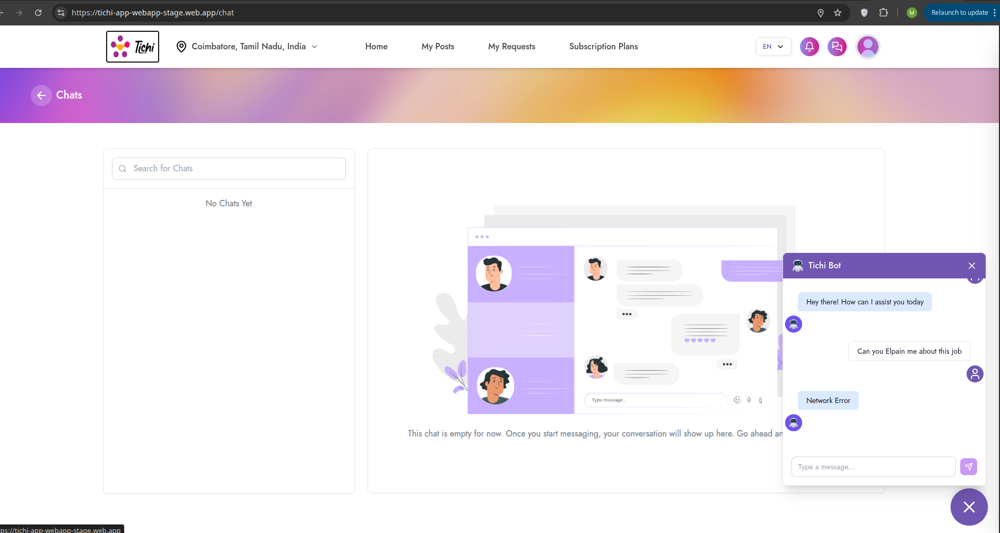 https://tichi-app-webapp-stage.web.app/chat
M
Relaunch to update
Tichi
Coimbatore, Tamil Nadu, India
Home
My Posts
My Requests
Subscription Plans
EN
Chats
Search for Chats
No Chats Yet
Type message...
This chat is empty for now. Once you start messaging, your conversation will show up here. Go ahead an
Tichi Bot
Hey there! How can I assist you today
Can you Elpain me about this job
Network Error
Type a message...
ps://tichi-app-webapp-stage.web.app